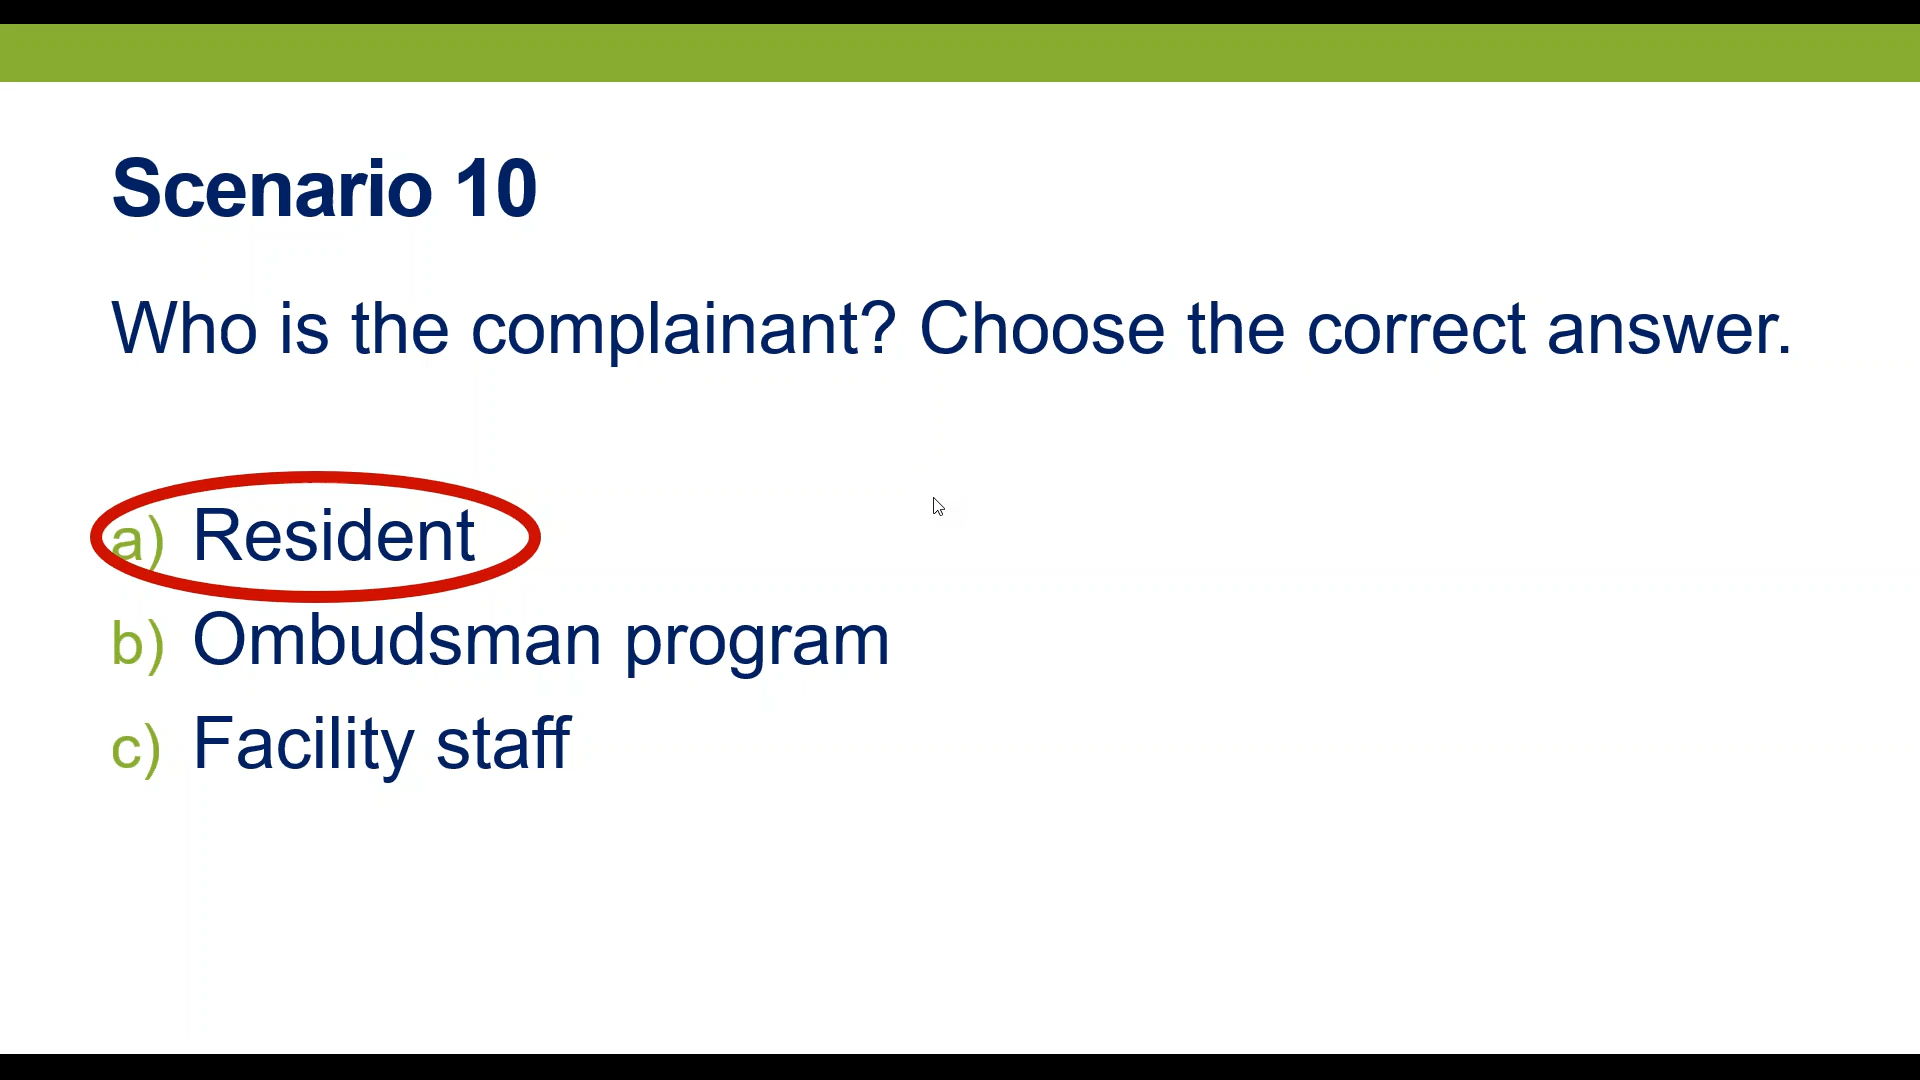 Scenario 10
Who is the complainant? Choose the correct answer.
a) Resident
b) Ombudsman program
c) Facility staff